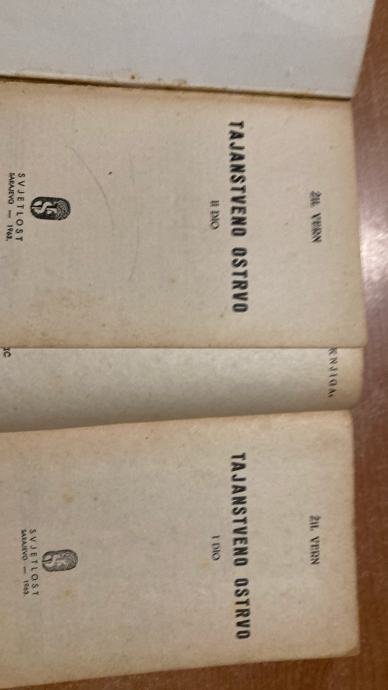 ŽIL VERN
TAJANSTVENO OSTRVO
II DIO
SVJETLOST
SARAJEVO — 1963.
KNJIGA,
ŽIL VERN
TAJANSTVENO OSTRVO
I DIO
SVJETLOST
SARAJEVO — 1963.